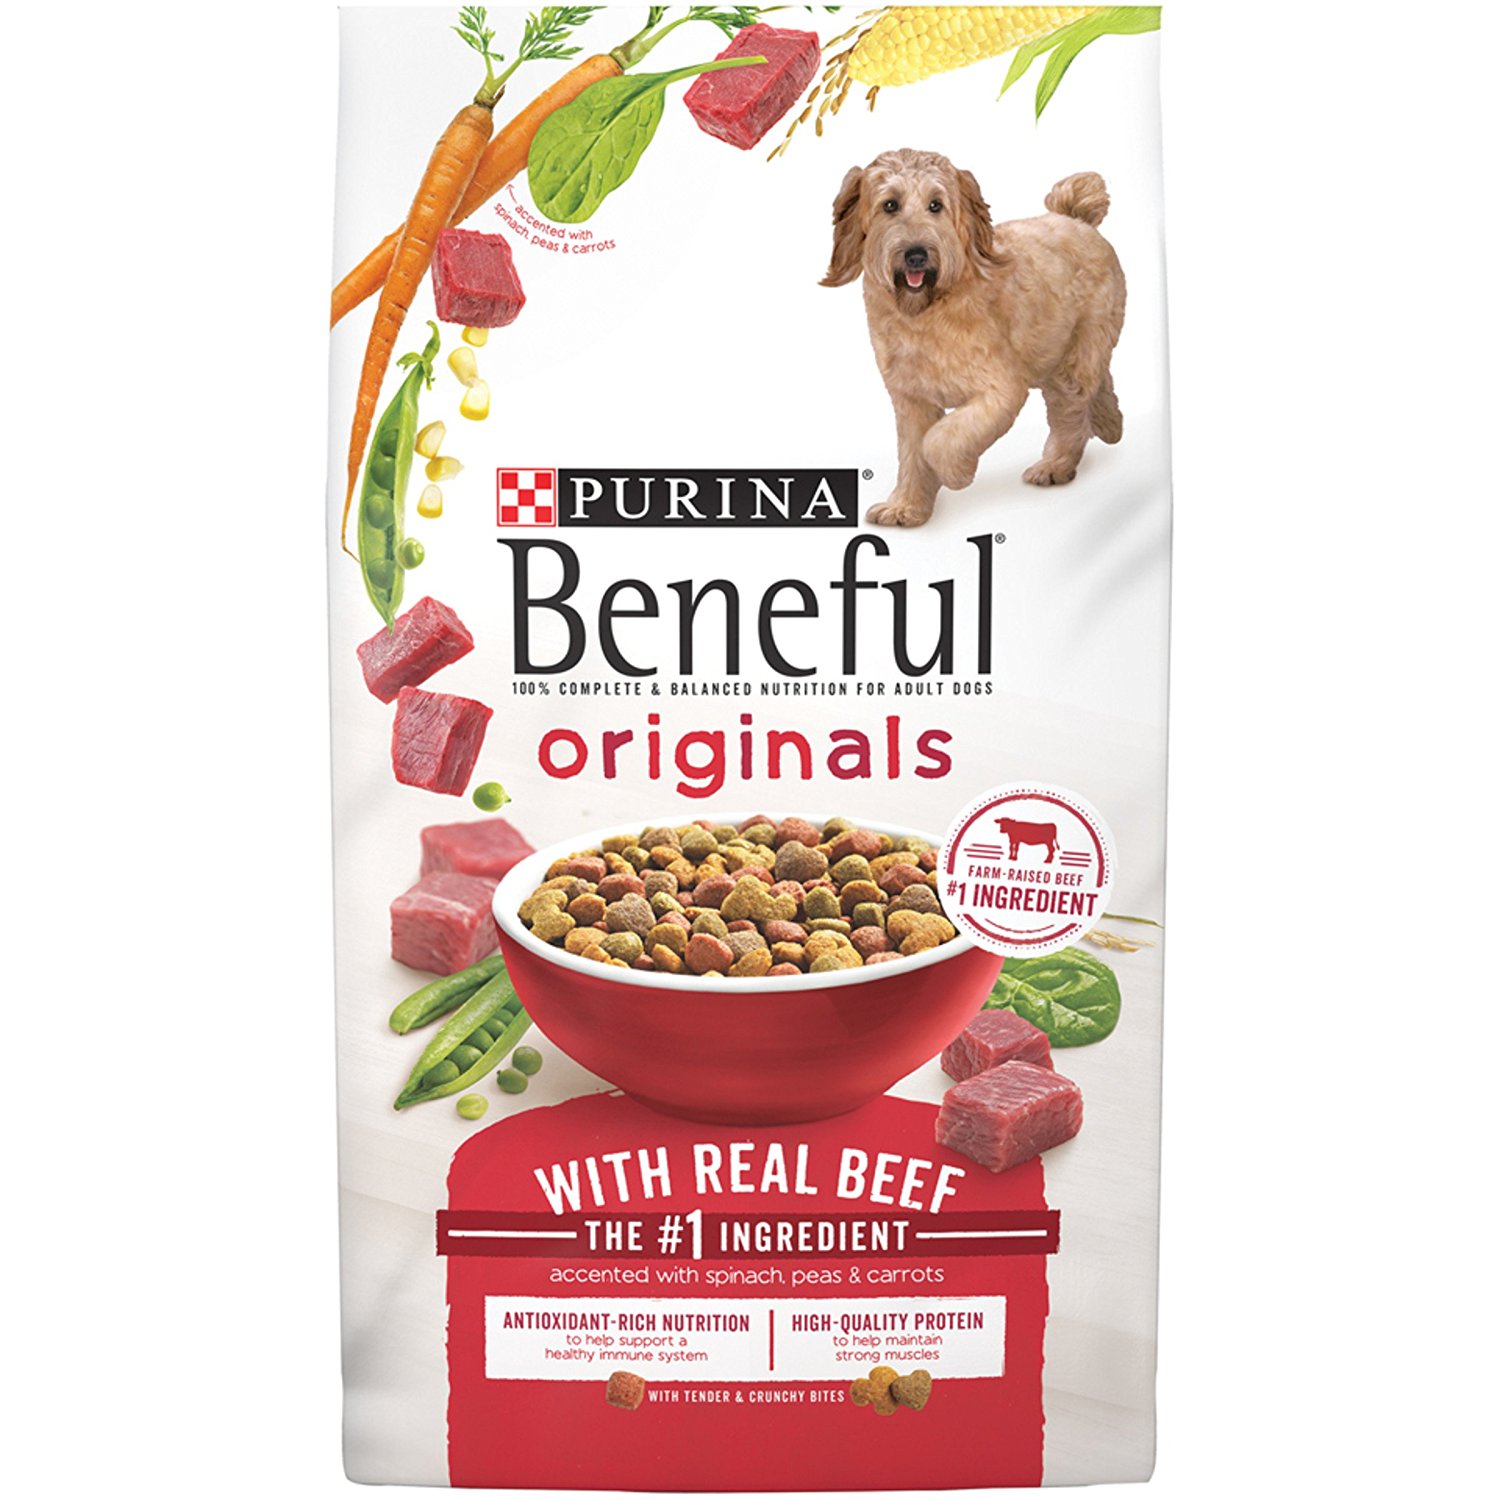 accented with
spinach, peas & carrots
PURINA®
Beneful®
100% COMPLETE & BALANCED NUTRITION FOR ADULT DOGS
originals
FARM-RAISED BEEF
#1 INGREDIENT
WITH REAL BEEF
THE #1 INGREDIENT
accented with spinach, peas & carrots
ANTIOXIDANT-RICH NUTRITION
to help support a
healthy immune system
HIGH-QUALITY PROTEIN
to help maintain
strong muscles
WITH TENDER & CRUNCHY BITES